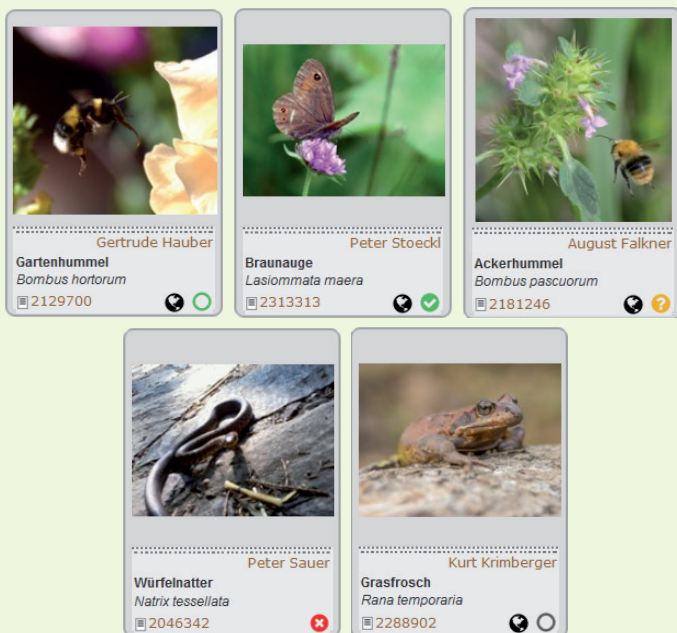 Gertrude Hauber
Gartenhummel
Bombus hortorum
2129700
Peter Stoeckl
Braunauge
Lasiommata maera
2313313
August Falkner
Ackerhummel
Bombus pascuorum
2181246
?
Peter Sauer
Würfelnatter
Natrix tessellata
2046342
Kurt Krimberger
Grasfrosch
Rana temporaria
2288902